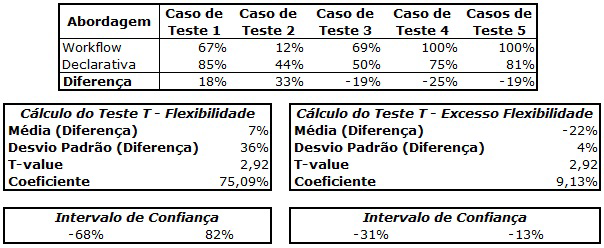 Abordagem Caso de Teste 1 Caso de Teste 2 Caso de Teste 3 Caso de Teste 4 Casos de Teste 5
Workflow 67% 12% 69% 100% 100%
Declarativa 85% 44% 50% 75% 81%
Diferença 18% 33% -19% -25% -19%
Cálculo do Teste T - Flexibilidade
Média (Diferença) 7%
Desvio Padrão (Diferença) 36%
T-value 2,92
Coeficiente 75,09%
Cálculo do Teste T - Excesso Flexibilidade
Média (Diferença) -22%
Desvio Padrão (Diferença) 4%
T-value 2,92
Coeficiente 9,13%
Intervalo de Confiança
-68% 82%
Intervalo de Confiança
-31% -13%